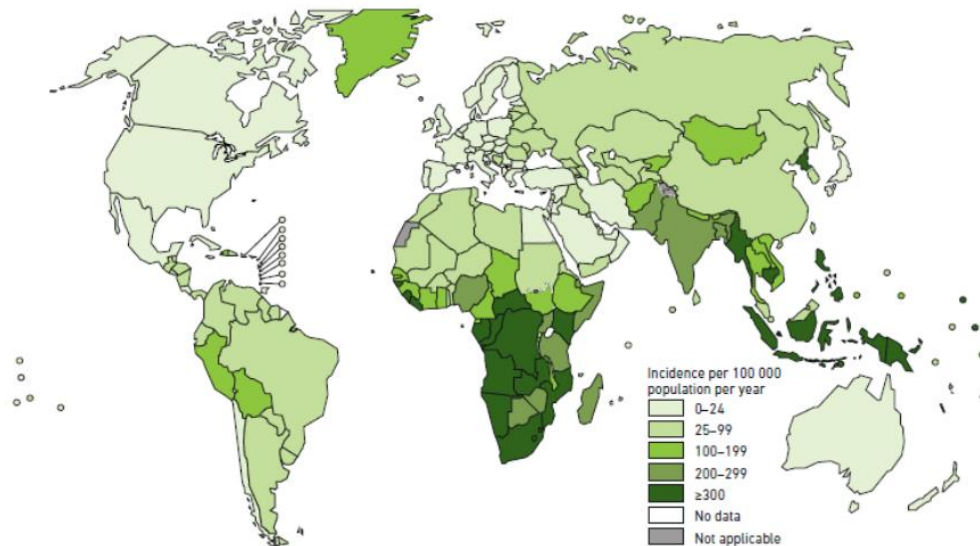 Incidence per 100 000
population per year
0–24
25–99
100–199
200–299
≥300
No data
Not applicable